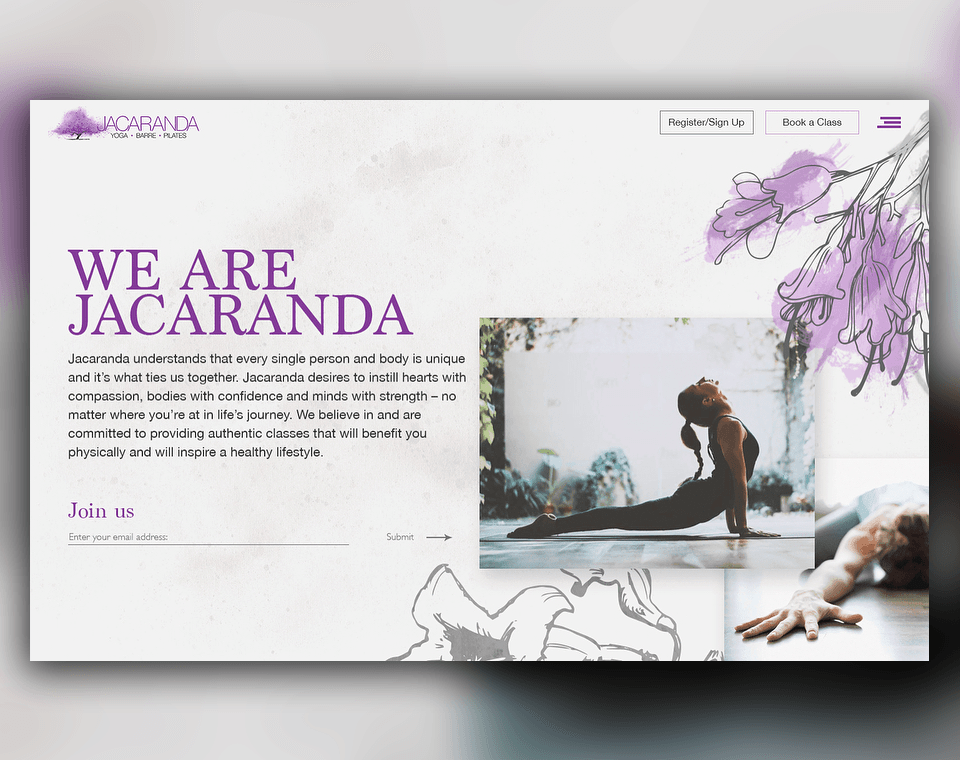 JACARANDA
YOGA • BARRE • PILATES
Register/Sign Up
Book a Class
WE ARE
JACARANDA
Jacaranda understands that every single person and body is unique
and it’s what ties us together. Jacaranda desires to instill hearts with
compassion, bodies with confidence and minds with strength – no
matter where you’re at in life’s journey. We believe in and are
committed to providing authentic classes that will benefit you
physically and will inspire a healthy lifestyle.
Join us
Enter your email address:
Submit